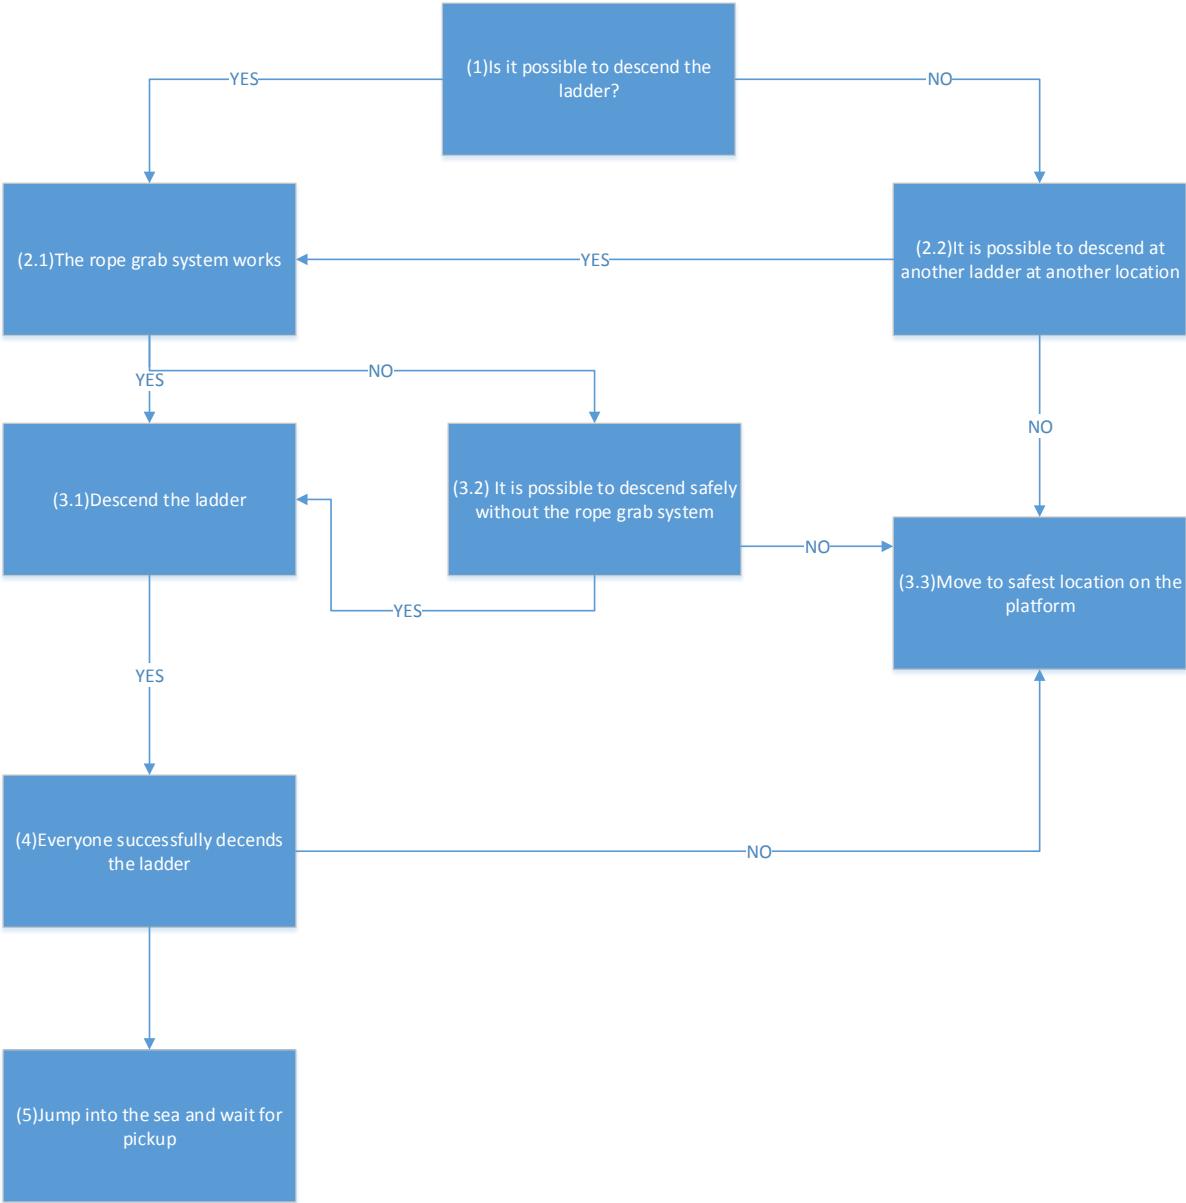 (1)Is it possible to descend the
ladder?
YES
NO
(2.1)The rope grab system works
YES
(2.2)It is possible to descend at
another ladder at another location
YES
NO
NO
(3.1)Descend the ladder
(3.2) It is possible to descend safely
without the rope grab system
NO
(3.3)Move to safest location on the
platform
YES
YES
(4)Everyone successfully decends
the ladder
NO
(5)Jump into the sea and wait for
pickup